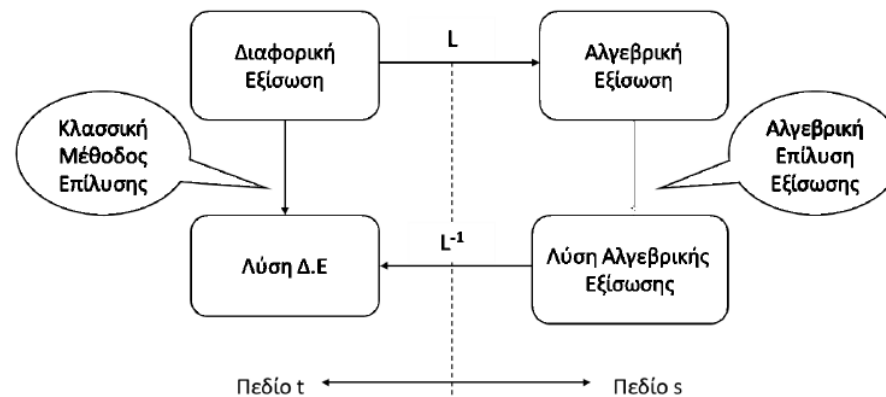 Διαφορική
Εξίσωση
L
Αλγεβρική
Εξίσωση
Κλασσική
Μέθοδος
Επίλυσης
Αλγεβρική
Επίλυση
Εξίσωσης
Λύση Δ.Ε
L-1
Λύση Αλγεβρικής
Εξίσωσης
Πεδίο t
Πεδίο s